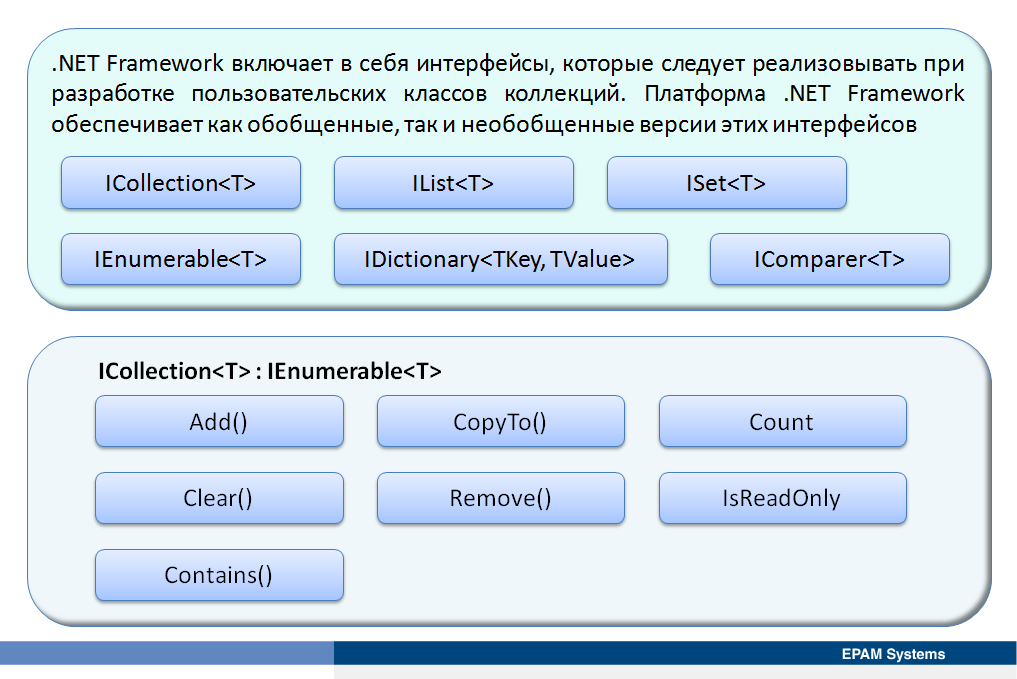 .NET Framework включает в себя интерфейсы, которые следует реализовывать при
разработке пользовательских классов коллекций. Платформа .NET Framework
обеспечивает как обобщенные, так и необобщенные версии этих интерфейсов
ICollection<T> IList<T> ISet<T>
IEnumerable<T> IDictionary<TKey, TValue> IComparer<T>
ICollection<T> : IEnumerable<T>
Add() CopyTo() Count
Clear() Remove() IsReadOnly
Contains()
EPAM Systems